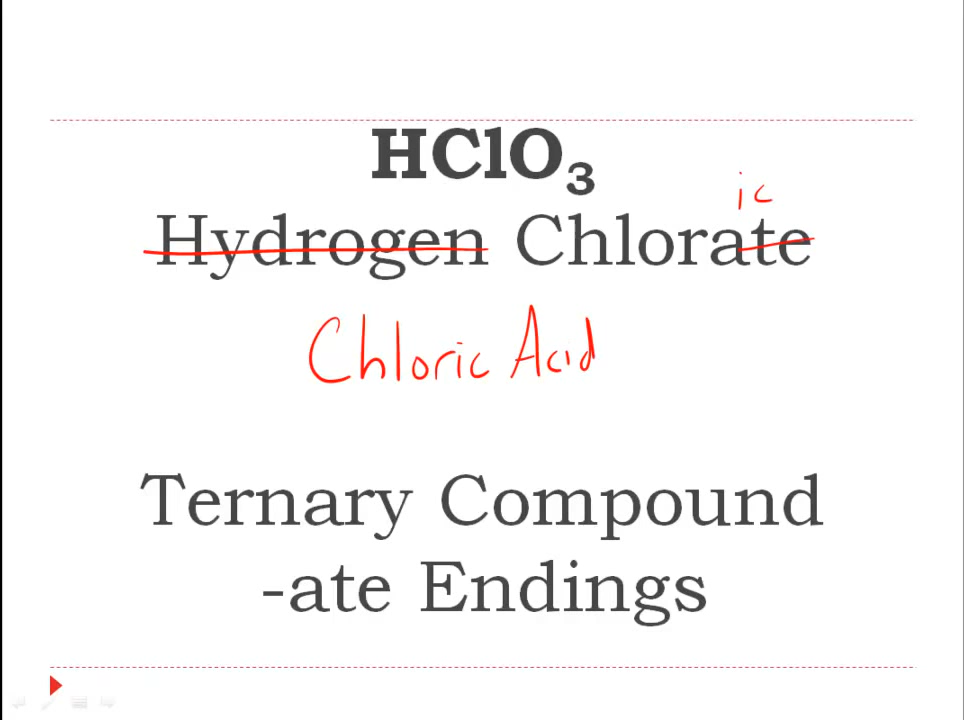 HClO₃
ic
Hydrogen Chlorate
Chloric Acid
Ternary Compound
-ate Endings